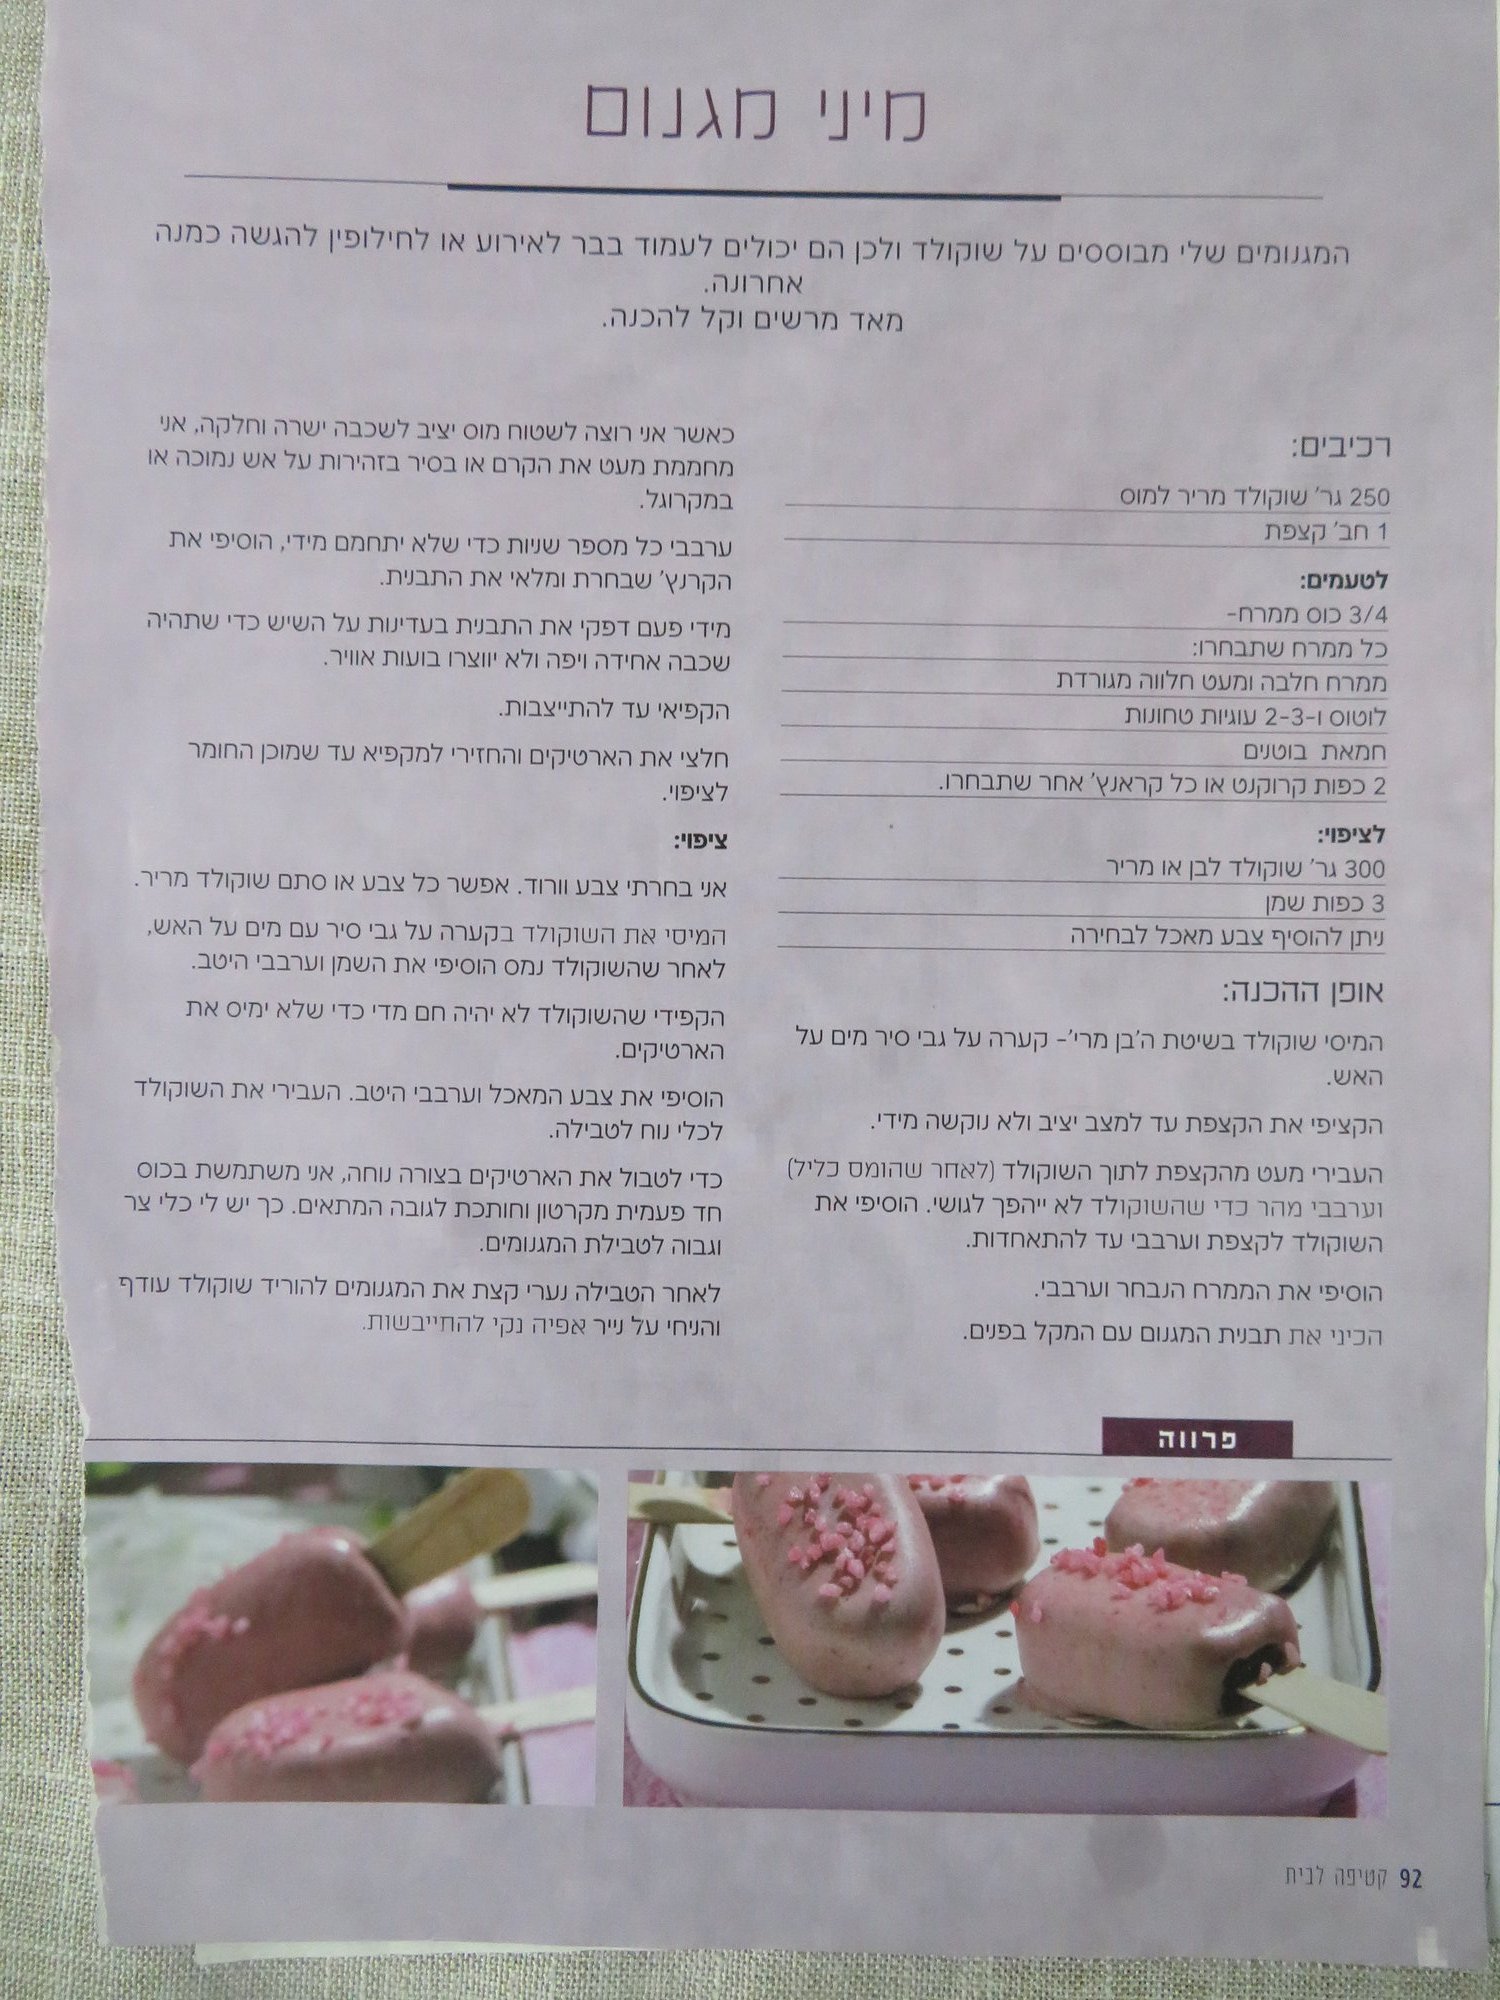 מיני מגנום
המגנומים שלי מבוססים על שוקולד ולכן הם יכולים לעמוד בבר לאירוע או לחילופין להגשה כמנה
אחרונה.
מאד מרשים וקל להכנה.
רכיבים:
250 גר' שוקולד מריר למוס
1 חב' קצפת
לטעמים:
3/4 כוס ממרח-
כל ממרח שתבחרו:
ממרח חלבה ומעט חלווה מגורדת
לוטוס ו-2-3 עוגיות טחונות
חמאת בוטנים
2 כפות קרוקנט או כל קראנץ' אחר שתבחרו.
לציפוי:
300 גר' שוקולד לבן או מריר
3 כפות שמן
ניתן להוסיף צבע מאכל לבחירה
אופן ההכנה:
המיסי שוקולד בשיטת ה'בן מרי'- קערה על גבי סיר מים על
האש.
הקציפי את הקצפת עד למצב יציב ולא נוקשה מידי.
העבירי מעט מהקצפת לתוך השוקולד (לאחר שהומס כליל)
וערבבי מהר כדי שהשוקולד לא ייהפך לגושי. הוסיפי את
השוקולד לקצפת וערבבי עד להתאחדות.
הוסיפי את הממרח הנבחר וערבבי.
הכיני את תבנית המגנום עם המקל בפנים.
כאשר אני רוצה לשטוח מוס יציב לשכבה ישרה וחלקה, אני
מחממת מעט את הקרם או בסיר בזהירות על אש נמוכה או
במקרוגל.
ערבבי כל מספר שניות כדי שלא יתחמם מידי, הוסיפי את
הקרנץ' שבחרת ומלאי את התבנית.
מידי פעם דפקי את התבנית בעדינות על השיש כדי שתהיה
שכבה אחידה ויפה ולא יווצרו בועות אוויר.
הקפיאי עד להתייצבות.
חלצי את הארטיקים והחזירי למקפיא עד שמוכן החומר
לציפוי.
ציפוי:
אני בחרתי צבע וורוד. אפשר כל צבע או סתם שוקולד מריר.
המיסי את השוקולד בקערה על גבי סיר עם מים על האש,
לאחר שהשוקולד נמס הוסיפי את השמן וערבבי היטב.
הקפידי שהשוקולד לא יהיה חם מדי כדי שלא ימיס את
הארטיקים.
הוסיפי את צבע המאכל וערבבי היטב. העבירי את השוקולד
לכלי נוח לטבילה.
כדי לטבול את הארטיקים בצורה נוחה, אני משתמשת בכוס
חד פעמית מקרטון וחותכת לגובה המתאים. כך יש לי כלי צר
וגבוה לטבילת המגנומים.
לאחר הטבילה נערי קצת את המגנומים להוריד שוקולד עודף
והניחי על נייר אפיה נקי להתייבשות.
פרווה
92 קטיפה לבית